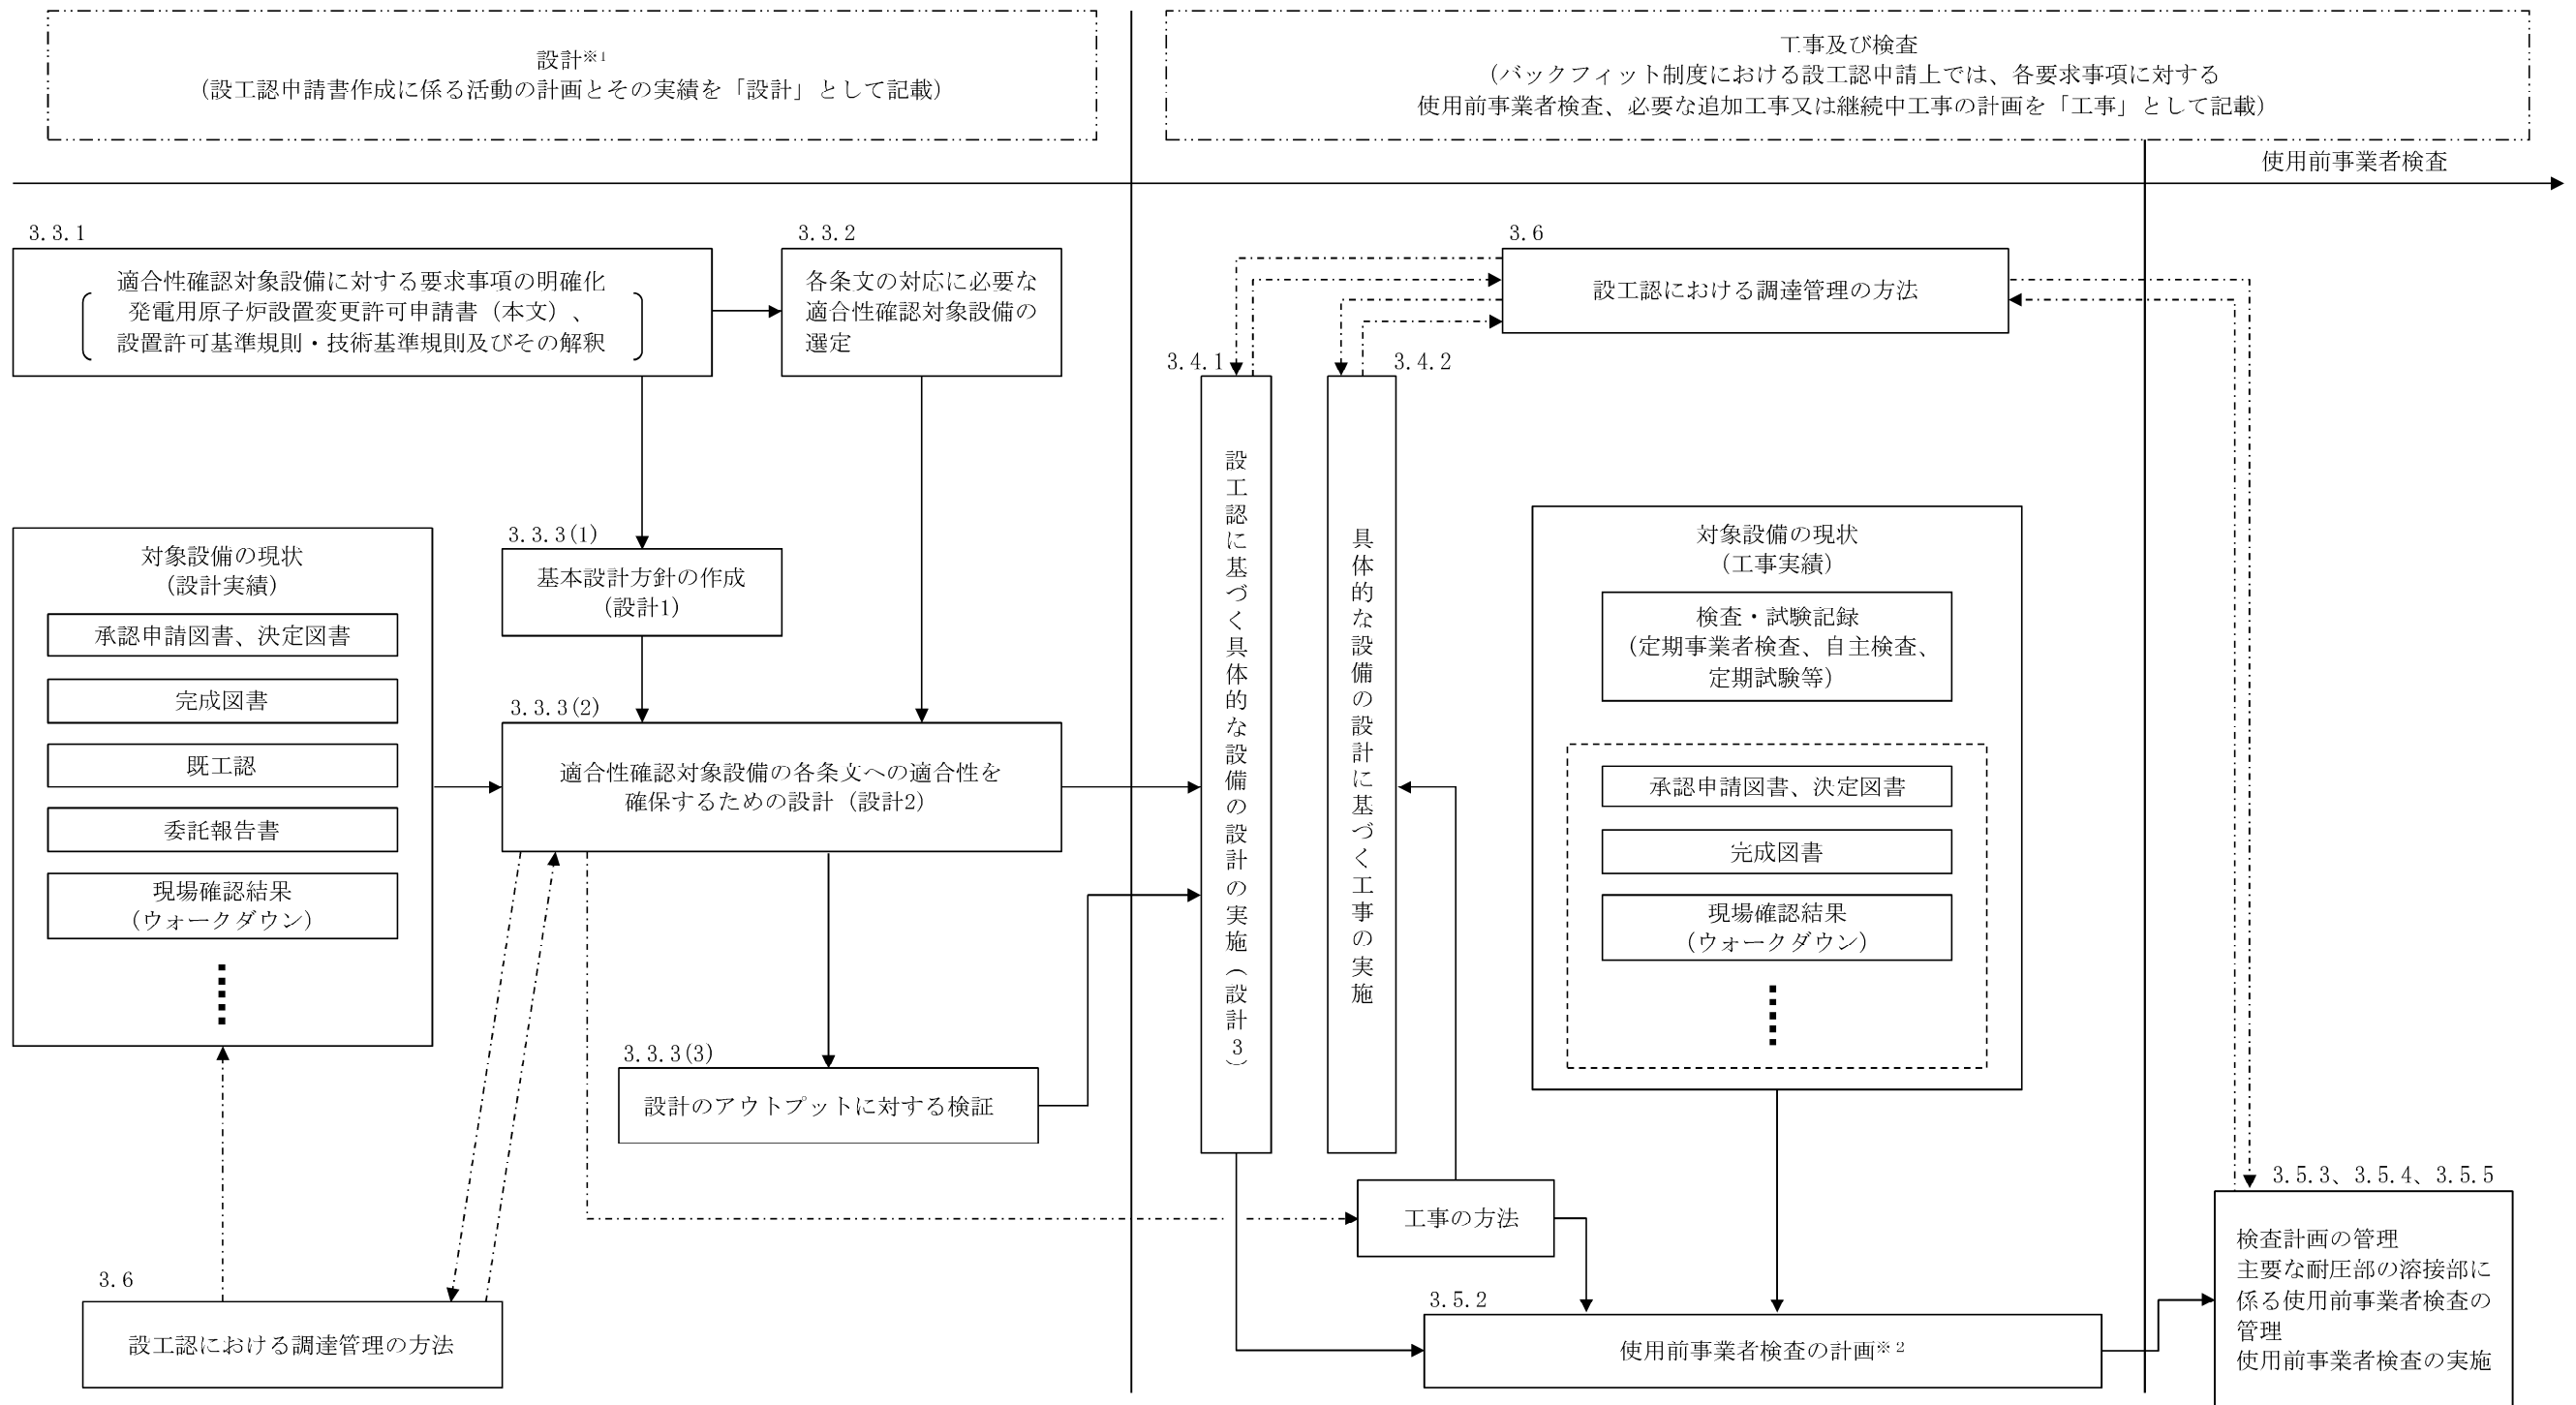 設計※1
（設工認申請書作成に係る活動の計画とその実績を「設計」として記載）
工事及び検査
（バックフィット制度における設工認申請上では、各要求事項に対する
使用前事業者検査、必要な追加工事又は継続中工事の計画を「工事」として記載）
使用前事業者検査
3.3.1
適合性確認対象設備に対する要求事項の明確化
発電用原子炉設置変更許可申請書（本文）、
設置許可基準規則・技術基準規則及びその解釈
3.3.2
各条文の対応に必要な
適合性確認対象設備の
選定
3.6
設工認における調達管理の方法
3.4.1
設工認に基づく具体的な設備の設計の実施（設計3）
3.4.2
具体的な設備の設計に基づく工事の実施
対象設備の現状
（設計実績）
承認申請図書、決定図書
完成図書
既工認
委託報告書
現場確認結果
（ウォークダウン）
3.3.3(1)
基本設計方針の作成
（設計1）
3.3.3(2)
適合性確認対象設備の各条文への適合性を
確保するための設計（設計2）
3.3.3(3)
設計のアウトプットに対する検証
3.6
設工認における調達管理の方法
対象設備の現状
（工事実績）
検査・試験記録
（定期事業者検査、自主検査、
定期試験等）
承認申請図書、決定図書
完成図書
現場確認結果
（ウォークダウン）
工事の方法
3.5.2
使用前事業者検査の計画※2
3.5.3、3.5.4、3.5.5
検査計画の管理
主要な耐圧部の溶接部に
係る使用前事業者検査の
管理
使用前事業者検査の実施